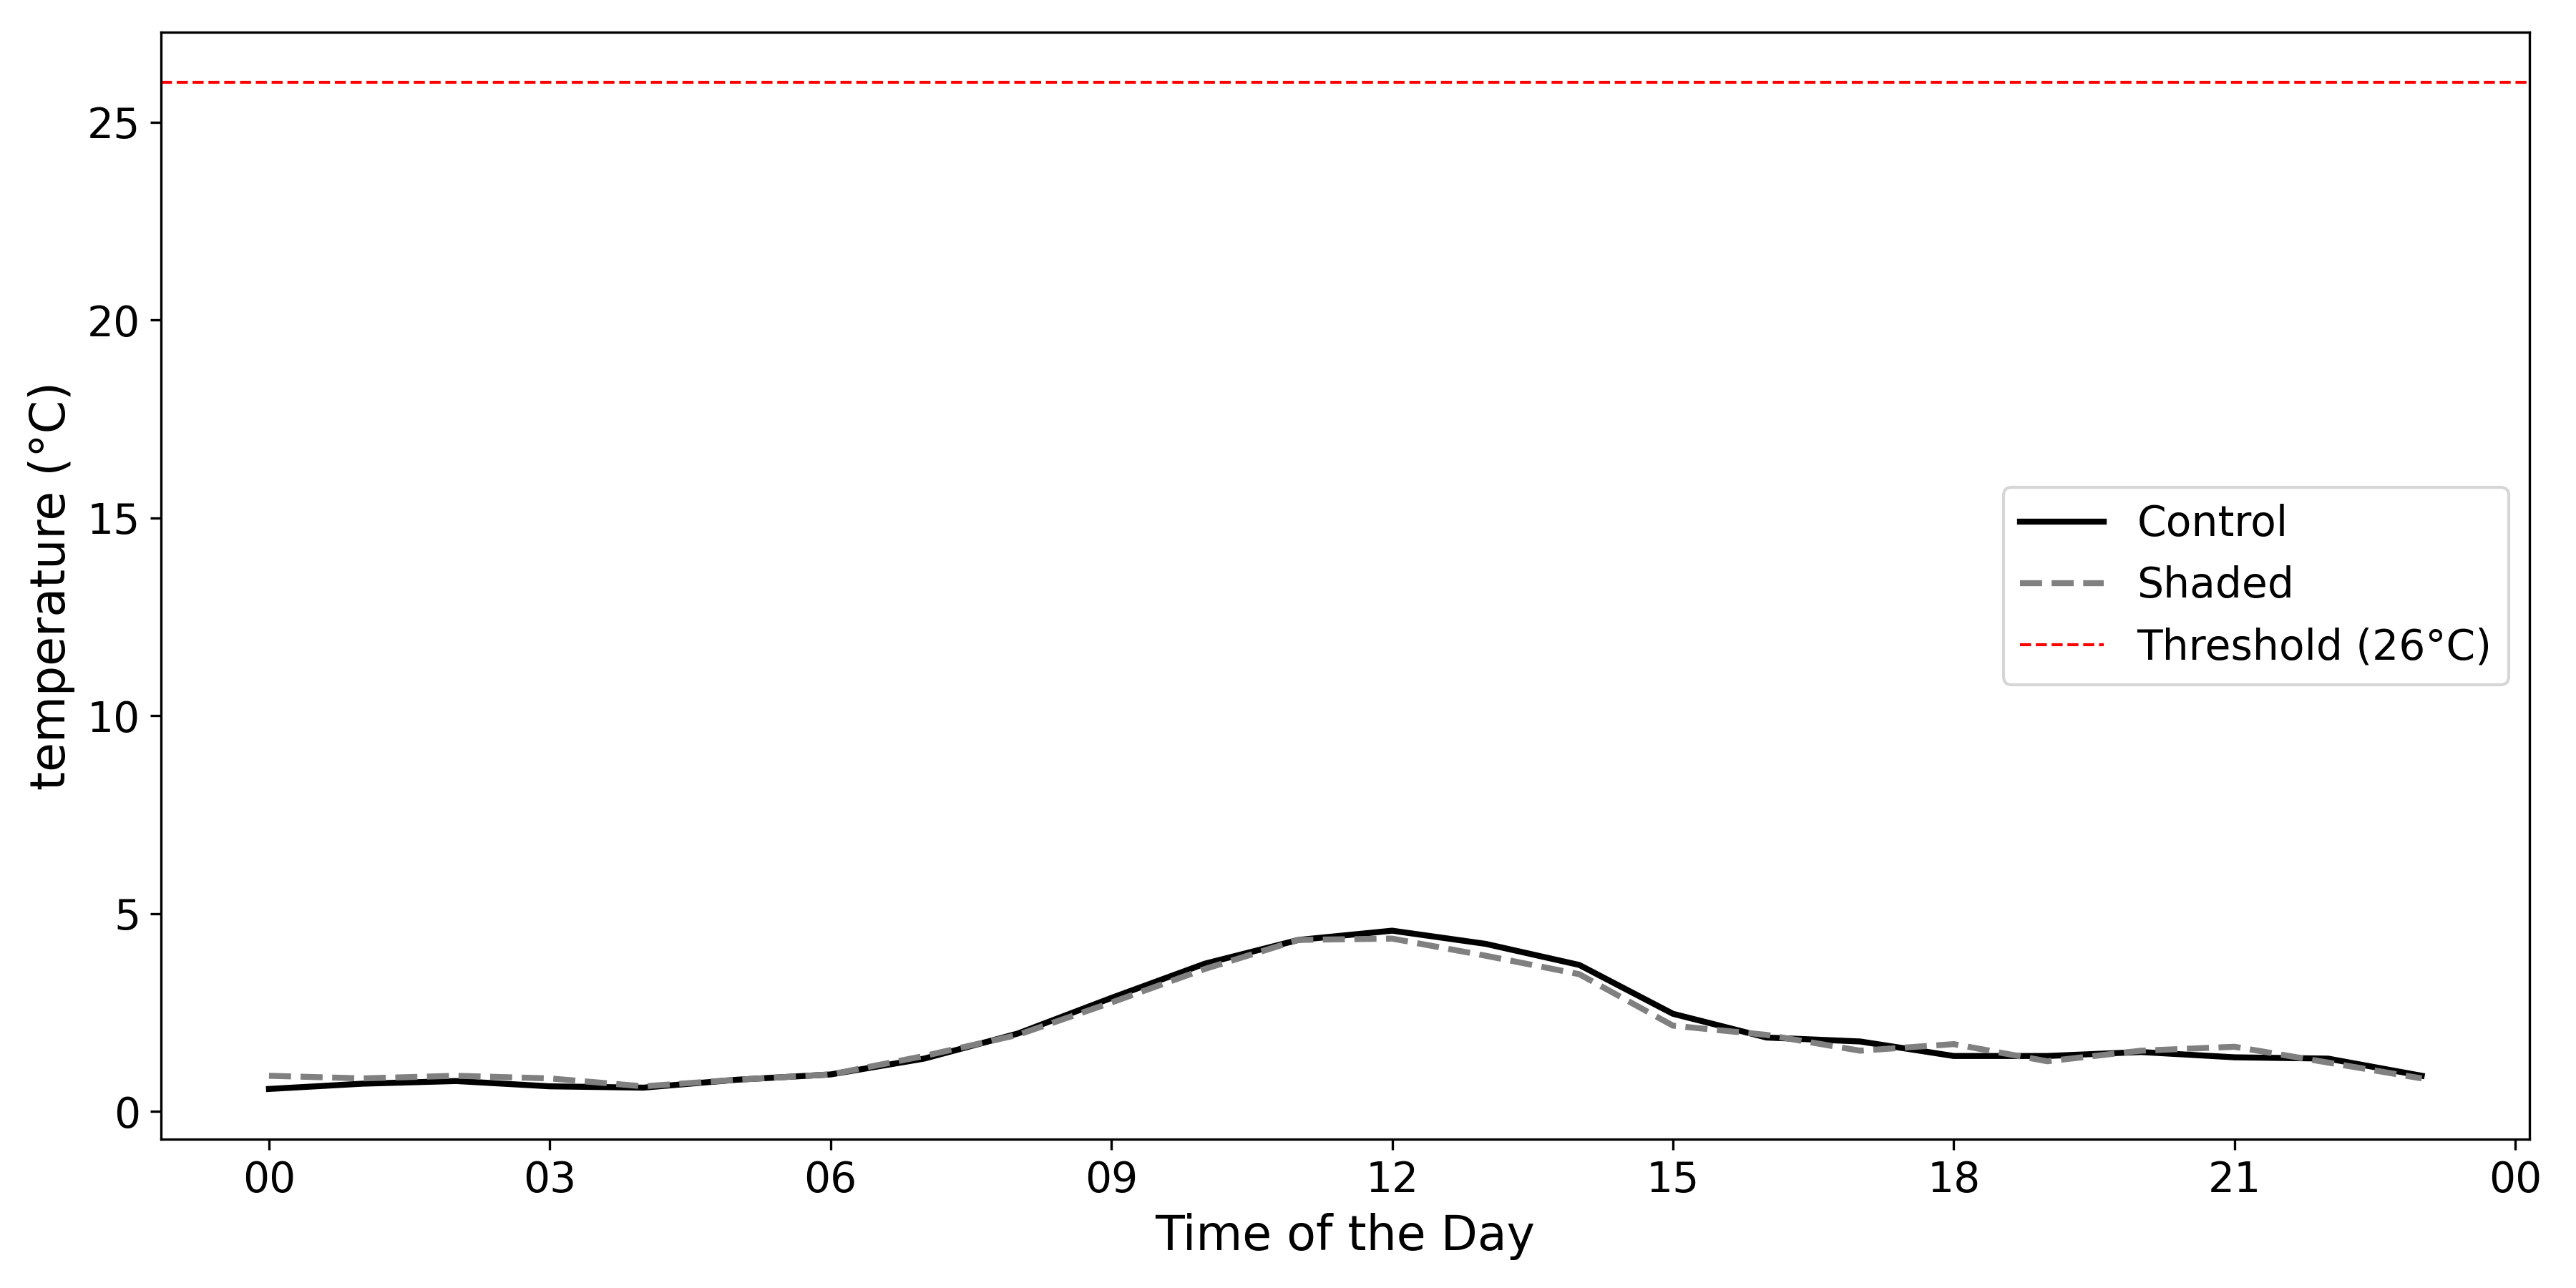 25
20
15
10
5
0
temperature (°C)
Control
Shaded
Threshold (26°C)
00 03 06 09 12 15 18 21 00
Time of the Day